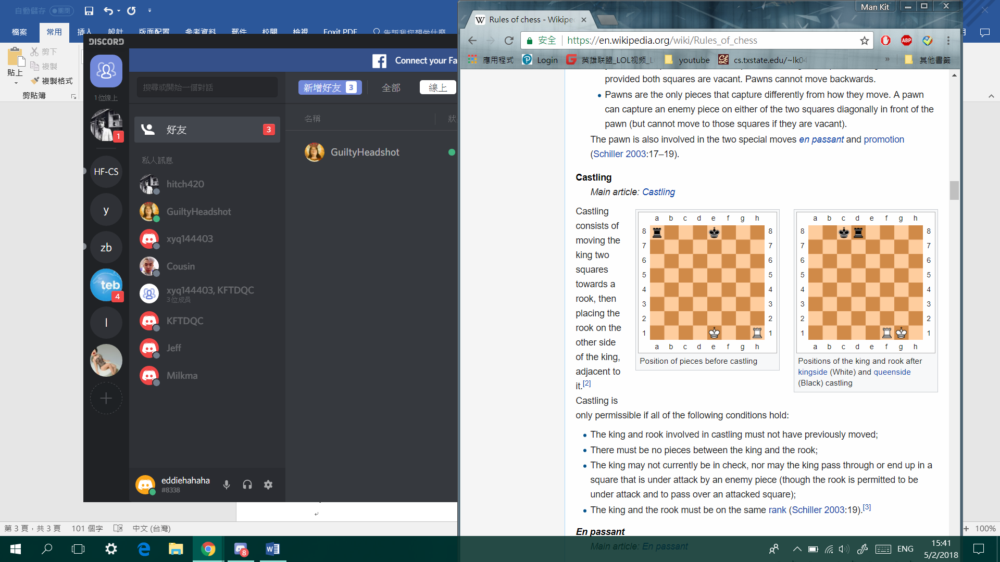 自動儲存 關閉
檔案 常用 插入 設計 版面配置 參考資料 郵件 校閱 檢視 Foxit PDF 告訴我您想做什麼
貼上
剪下
複製
複製格式
剪貼簿
DISCORD
Connect your Fa
1 位線上
1
HF-CS
y
zb
teb
4
l
搜尋或開始一個對話
好友 3
私人訊息
hitch420
GuiltyHeadshot
xyq144403
Cousin
xyq144403, KFTDQC
3 位成員
KFTDQC
Jeff
Milkma
eddiehahaha
#8338
新增好友 3 全部 線上
名稱
GuiltyHeadshot
Man Kit
Rules of chess - Wikipe
安全 https://en.wikipedia.org/wiki/Rules_of_chess
ABP
應用程式 Login 英雄联盟_LOL视频_L youtube cs.txstate.edu/~lk04 » 其他書籤
provided both squares are vacant. Pawns cannot move backwards.
Pawns are the only pieces that capture differently from how they move. A pawn
can capture an enemy piece on either of the two squares diagonally in front of the
pawn (but cannot move to those squares if they are vacant).
The pawn is also involved in the two special moves en passant and promotion
(Schiller 2003:17–19).
Castling
Main article: Castling
Castling
consists of
moving the
king two
squares
towards a
rook, then
placing the
rook on the
other side
of the king,
adjacent to
it.[2]
a b c d e f g h
8 8
7 7
6 6
5 5
4 4
3 3
2 2
1 1
a b c d e f g h
Position of pieces before castling
a b c d e f g h
8 8
7 7
6 6
5 5
4 4
3 3
2 2
1 1
a b c d e f g h
Positions of the king and rook after
kingside (White) and queenside
(Black) castling
Castling is
only permissible if all of the following conditions hold:
The king and rook involved in castling must not have previously moved;
There must be no pieces between the king and the rook;
The king may not currently be in check, nor may the king pass through or end up in a
square that is under attack by an enemy piece (though the rook is permitted to be
under attack and to pass over an attacked square);
The king and the rook must be on the same rank (Schiller 2003:19).[3]
En passant
Main article: En passant
第 3 頁，共 3 頁 101 個字 中文 (台灣)
100%
8
ENG
15:41
5/2/2018